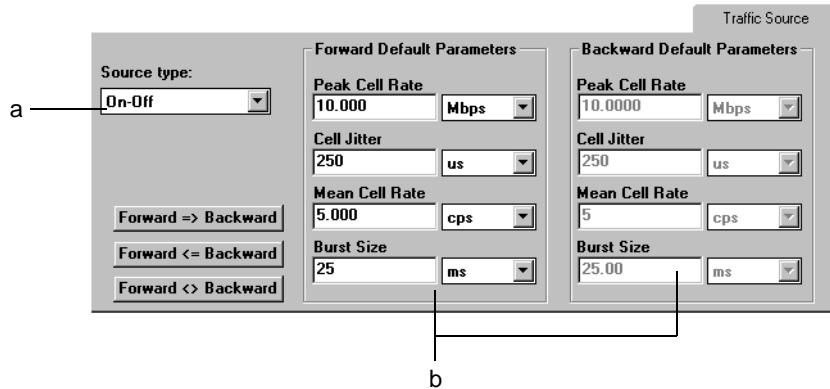 Traffic Source
Source type:
a
On-Off
Forward => Backward
Forward <= Backward
Forward <> Backward
Forward Default Parameters
Peak Cell Rate
10.000 Mbps
Cell Jitter
250 us
Mean Cell Rate
5.000 cps
Burst Size
25 ms
Backward Default Parameters
Peak Cell Rate
10.0000 Mbps
Cell Jitter
250 us
Mean Cell Rate
5 cps
Burst Size
25.00 ms
b